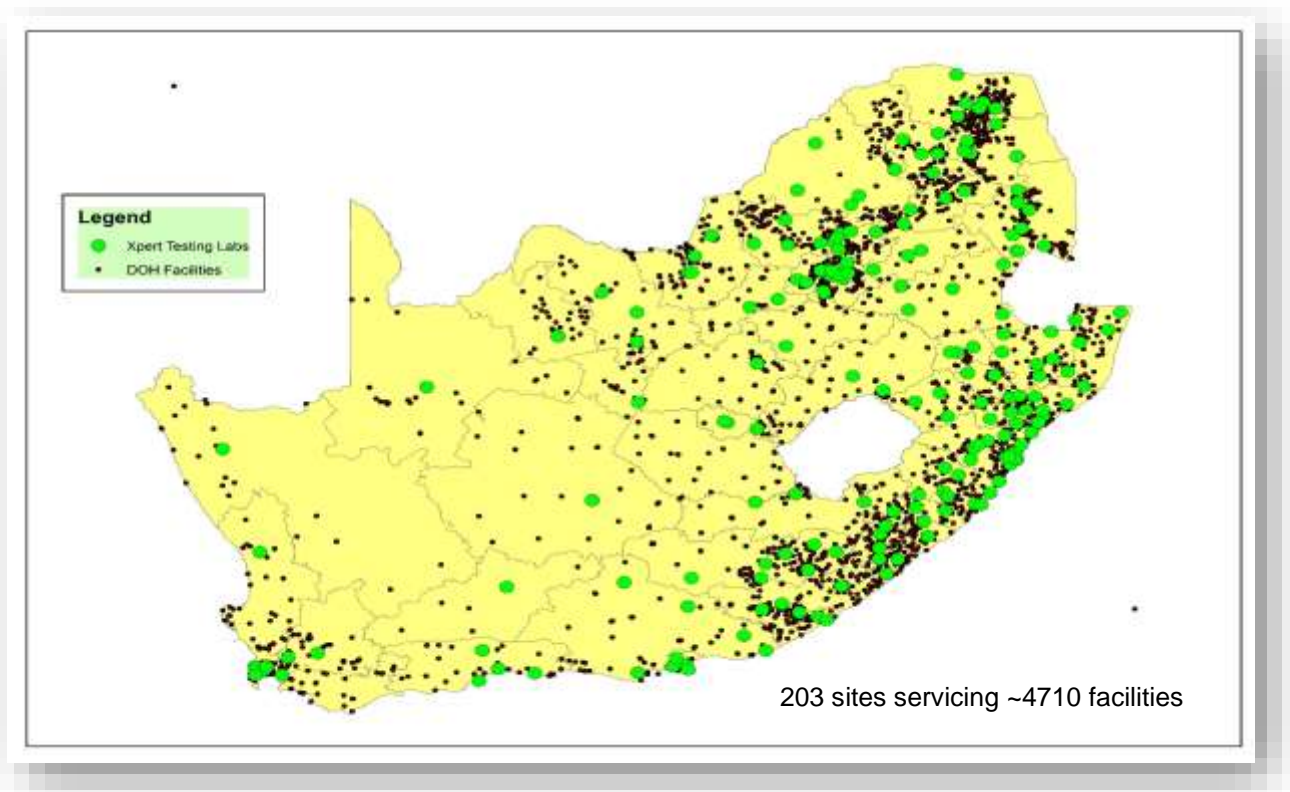 Legend
Xpert Testing Labs
DOH Facilities
203 sites servicing ~4710 facilities